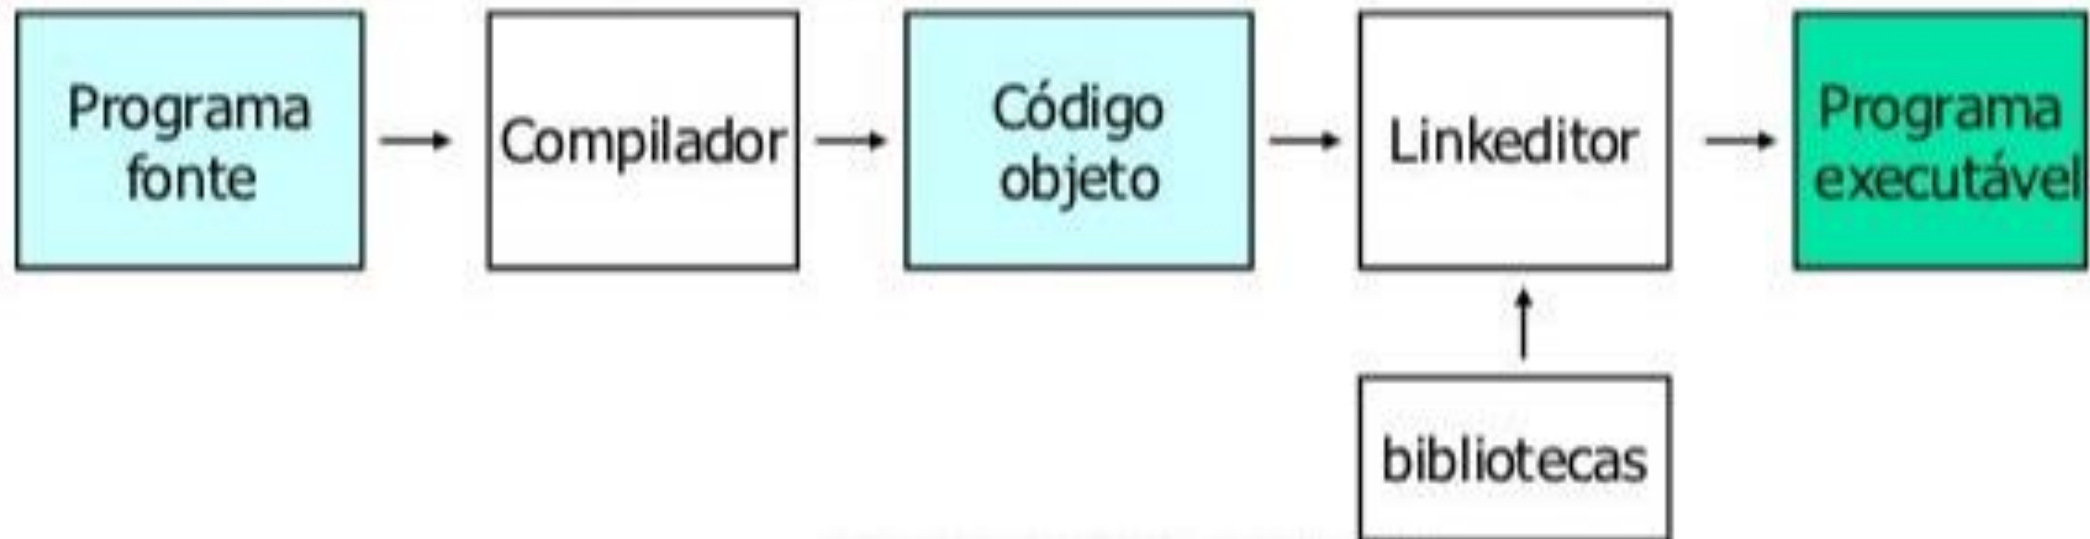 Programa
fonte
Compilador
Código
objeto
Linkeditor
Programa
executável
bibliotecas